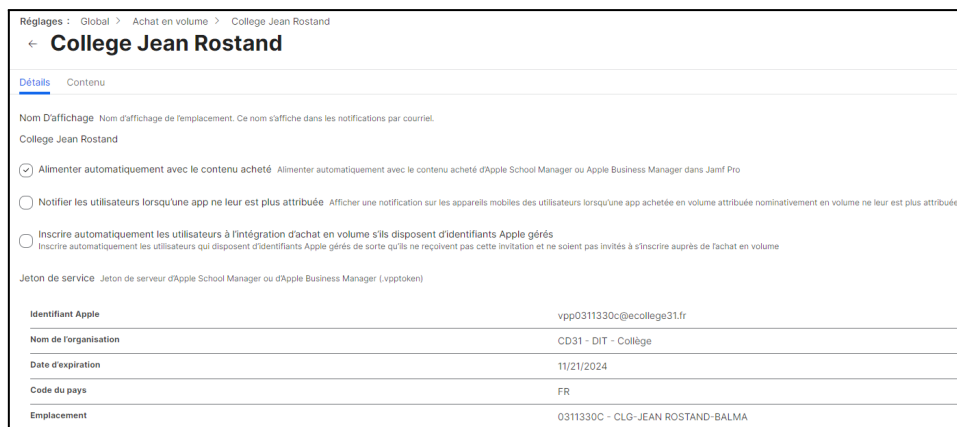 Réglages : Global > Achat en volume > College Jean Rostand
← College Jean Rostand
Détails Contenu
Nom D'affichage Nom d'affichage de l'emplacement. Ce nom s'affiche dans les notifications par courriel.
College Jean Rostand
Alimenter automatiquement avec le contenu acheté Alimenter automatiquement avec le contenu acheté d'Apple School Manager ou Apple Business Manager dans Jamf Pro
Notifier les utilisateurs lorsqu'une app ne leur est plus attribuée Afficher une notification sur les appareils mobiles des utilisateurs lorsqu'une app achetée en volume attribuée nominativement en volume ne leur est plus attribuée
Inscrire automatiquement les utilisateurs à l'intégration d'achat en volume s'ils disposent d'identifiants Apple gérés
Inscrire automatiquement les utilisateurs qui disposent d'identifiants Apple gérés de sorte qu'ils ne reçoivent pas cette invitation et ne soient pas invités à s'inscrire auprès de l'achat en volume
Jeton de service Jeton de serveur d'Apple School Manager ou d'Apple Business Manager (.vpptoken)
Identifiant Apple vpp0311330c@ecollege31.fr
Nom de l'organisation CD31 - DIT - Collège
Date d'expiration 11/21/2024
Code du pays FR
Emplacement 0311330C - CLG-JEAN ROSTAND-BALMA